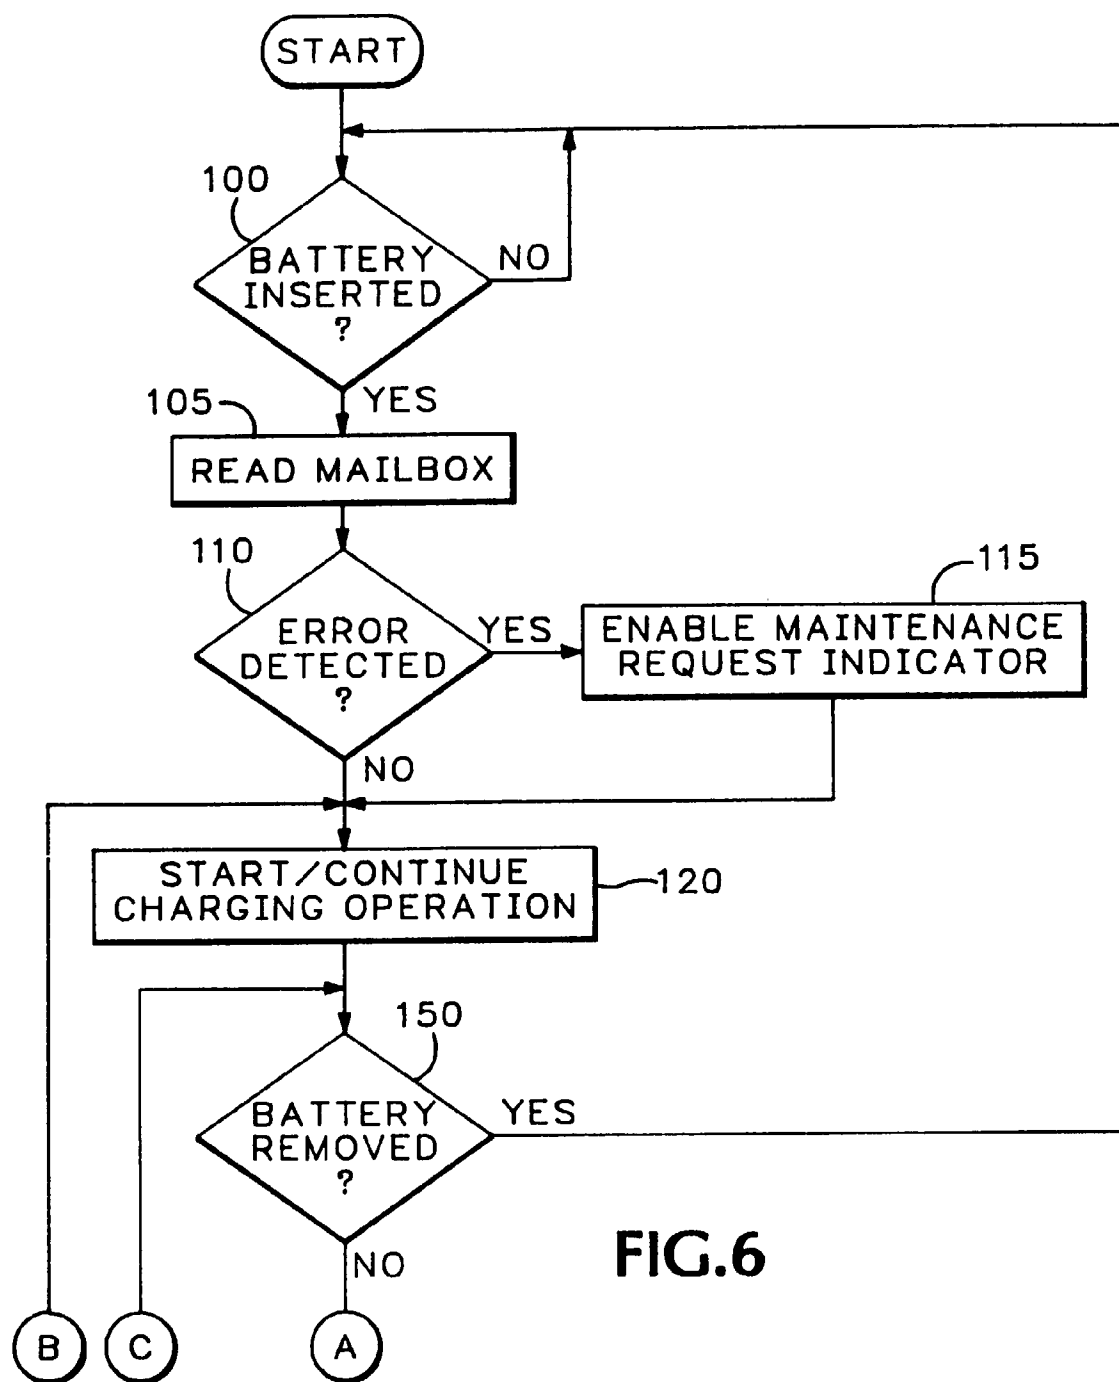 START
100
BATTERY
INSERTED
?
NO
YES
105
READ MAILBOX
110
ERROR
DETECTED
?
YES
115
ENABLE MAINTENANCE
REQUEST INDICATOR
NO
START/CONTINUE
CHARGING OPERATION
120
150
BATTERY
REMOVED
?
YES
NO
FIG.6
B
C
A